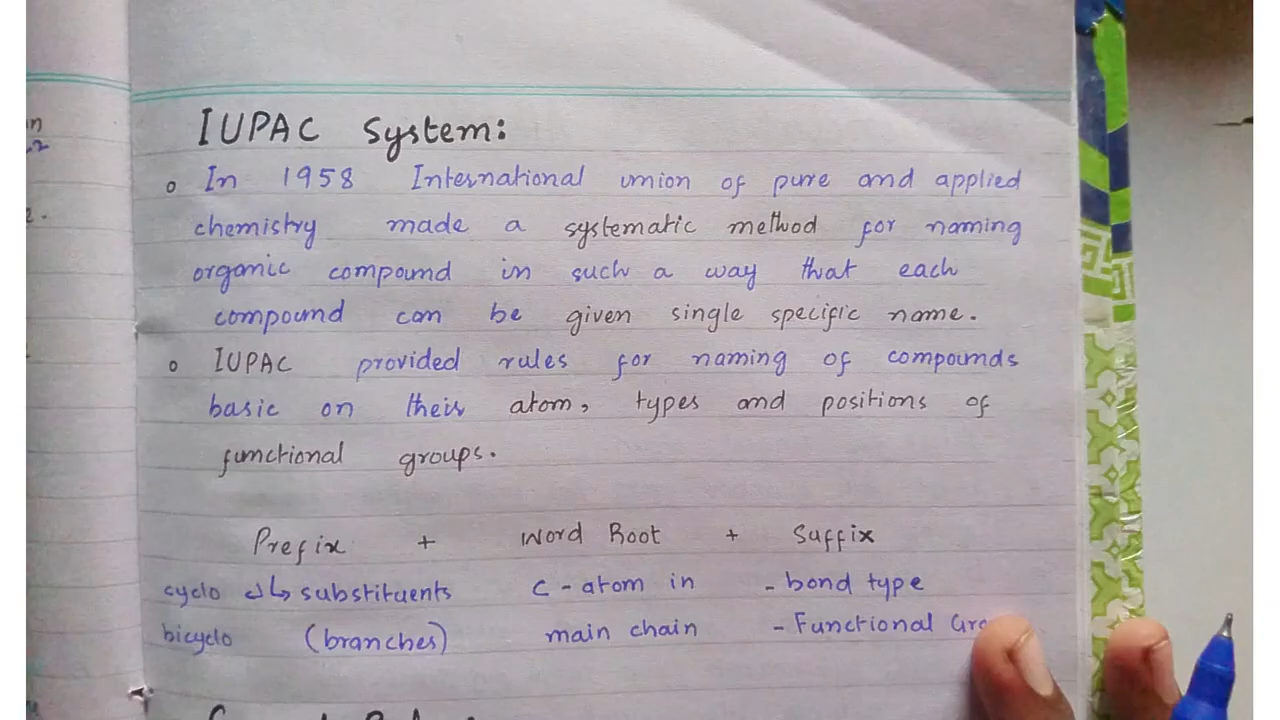 IUPAC System:
o In 1958 International union of pure and applied
chemistry made a systematic method for naming
organic compound in such a way that each
compound can be given single specific name.
o IUPAC provided rules for naming of compounds
basic on their atom, types and positions of
functional groups.
Prefix + Word Root + Suffix
cyclo ↲↳ substituents C-atom in - bond type
bicyclo (branches) main chain - Functional